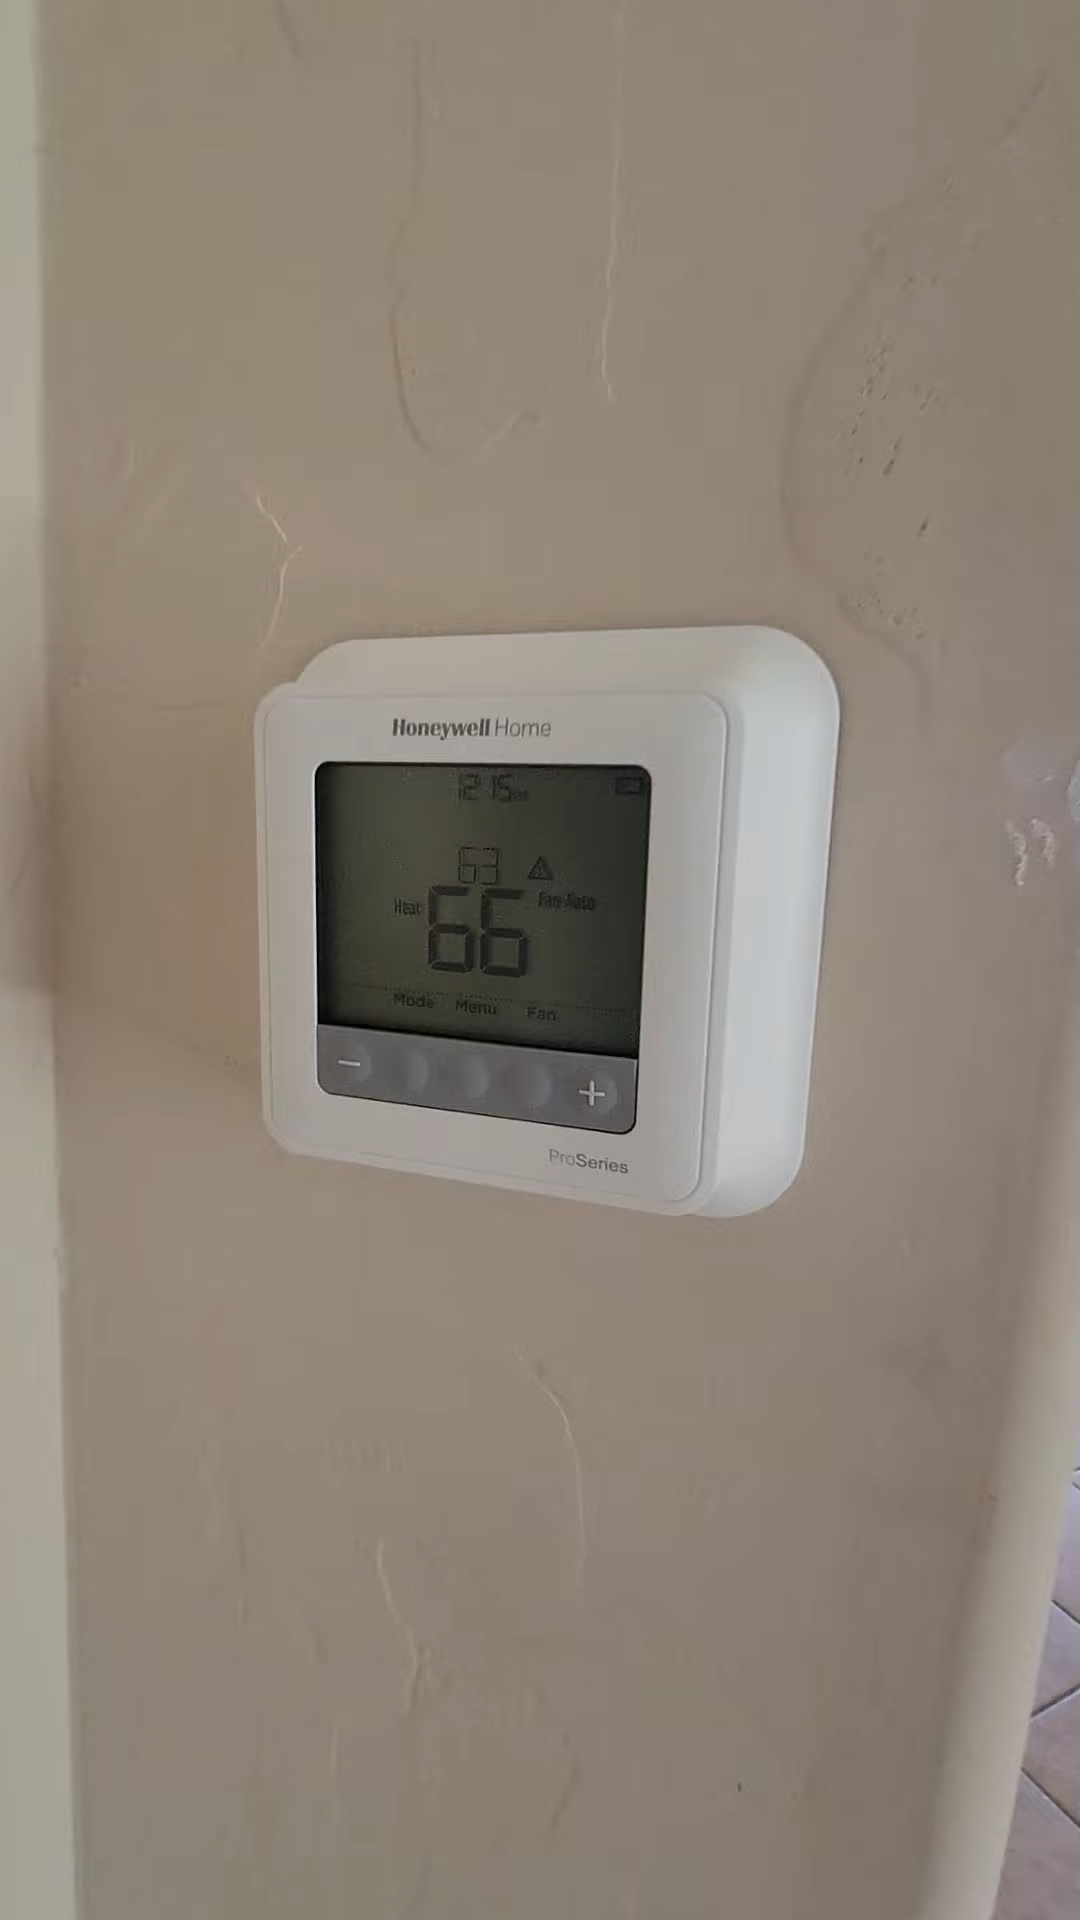 Honeywell Home
12:15
63
Heat
66
Fan Auto
Mode Menu Fan
− +
ProSeries